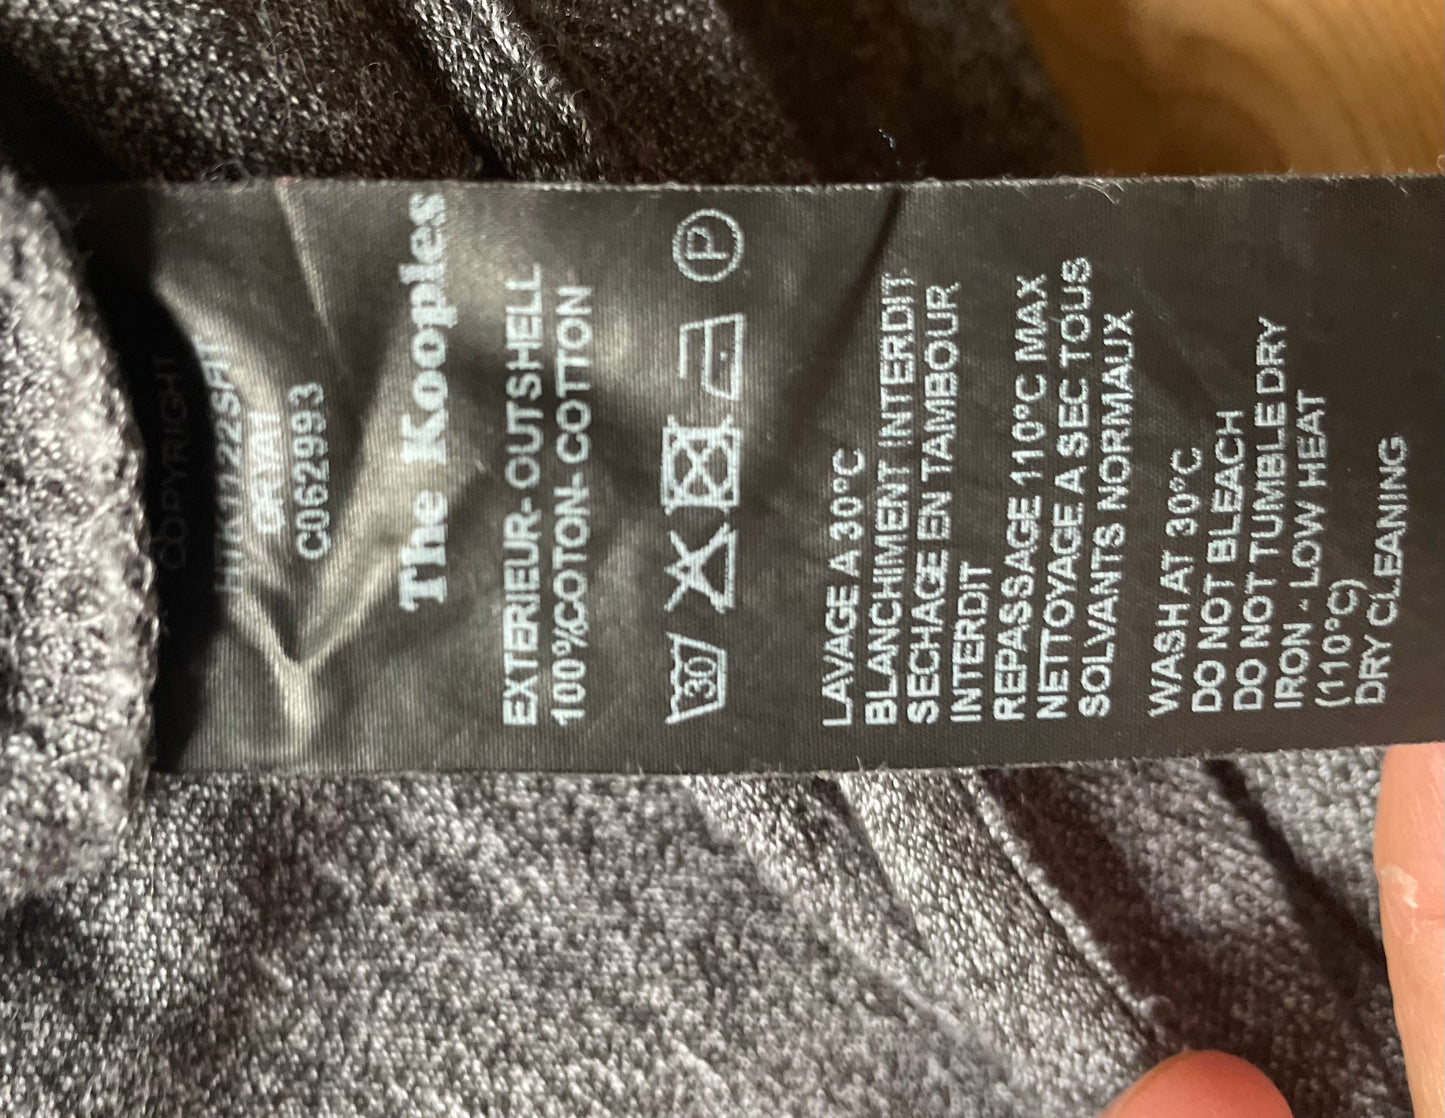 COPYRIGHT
C062993
The Kooples
EXTERIEUR- OUTSHELL
100%COTON- COTTON
30 P
LAVAGE A 30°C
BLANCHIMENT INTERDIT
SECHAGE EN TAMBOUR
INTERDIT
REPASSAGE 110°C MAX
NETTOYAGE A SEC TOUS
SOLVANTS NORMAUX
WASH AT 30°C
DO NOT BLEACH
DO NOT TUMBLE DRY
IRON - LOW HEAT
(110°C)
DRY CLEANING